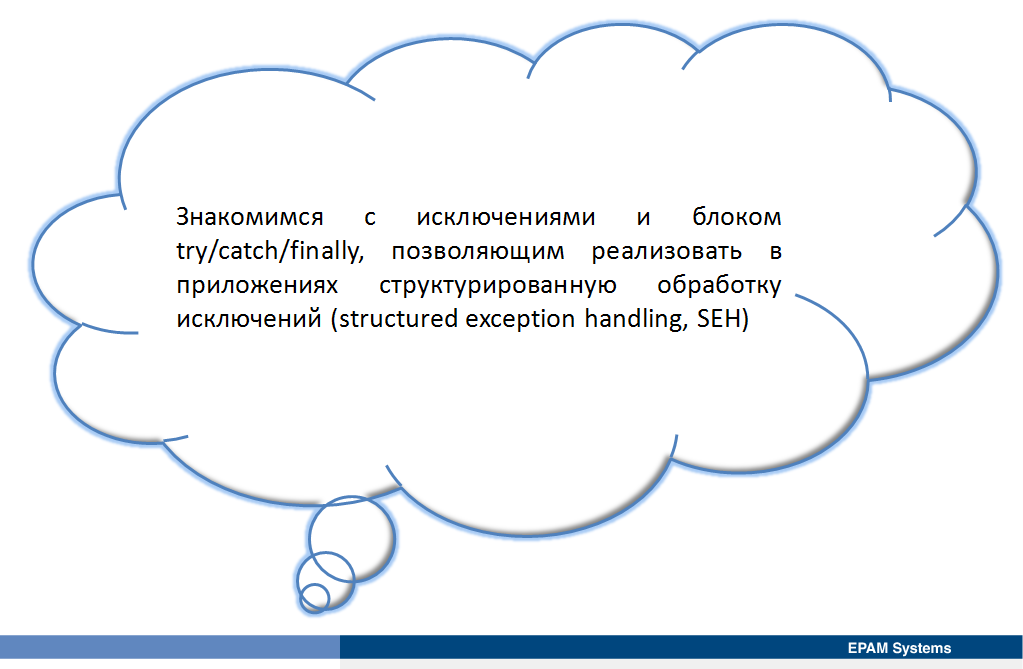 Знакомимся с исключениями и блоком
try/catch/finally, позволяющим реализовать в
приложениях структурированную обработку
исключений (structured exception handling, SEH)
EPAM Systems